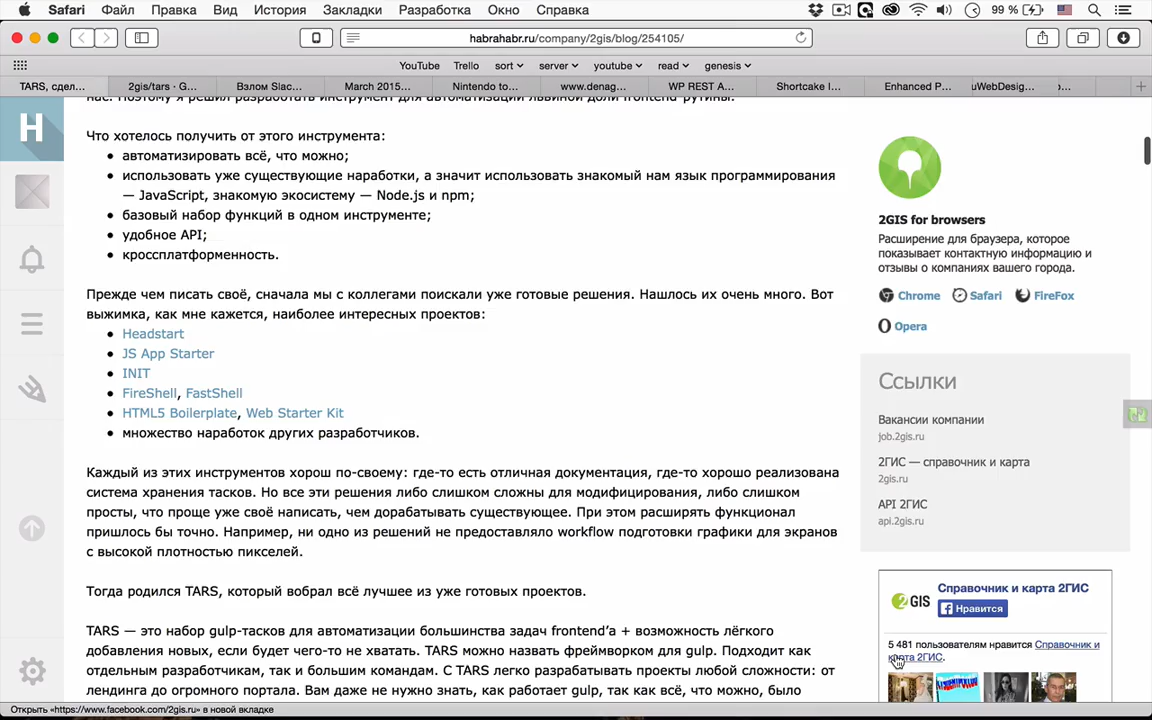 Safari Файл Правка Вид История Закладки Разработка Окно Справка 99 %
habrahabr.ru/company/2gis/blog/254105/
YouTube Trello sort server youtube read genesis
TARS, сдел... 2gis/tars - G... Взлом Slac... March 2015... Nintendo to... www.denag... WP REST A... Shortcake I... Enhanced P... uWebDesig... ...
нас. Поэтому я решил разработать инструмент для автоматизации львиной доли frontend-рутины.
H
Что хотелось получить от этого инструмента:
автоматизировать всё, что можно;
использовать уже существующие наработки, а значит использовать знакомый нам язык программирования
— JavaScript, знакомую экосистему — Node.js и npm;
базовый набор функций в одном инструменте;
удобное API;
кроссплатформенность.
Прежде чем писать своё, сначала мы с коллегами поискали уже готовые решения. Нашлось их очень много. Вот
выжимка, как мне кажется, наиболее интересных проектов:
Headstart
JS App Starter
INIT
FireShell, FastShell
HTML5 Boilerplate, Web Starter Kit
множество наработок других разработчиков.
Каждый из этих инструментов хорош по-своему: где-то есть отличная документация, где-то хорошо реализована
система хранения тасков. Но все эти решения либо слишком сложны для модифицирования, либо слишком
просты, что проще уже своё написать, чем дорабатывать существующее. При этом расширять функционал
пришлось бы точно. Например, ни одно из решений не предоставляло workflow подготовки графики для экранов
с высокой плотностью пикселей.
Тогда родился TARS, который вобрал всё лучшее из уже готовых проектов.
TARS — это набор gulp-тасков для автоматизации большинства задач frontend'а + возможность лёгкого
добавления новых, если будет чего-то не хватать. TARS можно назвать фреймворком для gulp. Подходит как
отдельным разработчикам, так и большим командам. С TARS легко разрабатывать проекты любой сложности: от
лендинга до огромного портала. Вам даже не нужно знать, как работает gulp, так как всё, что можно, было
2GIS for browsers
Расширение для браузера, которое
показывает контактную информацию и
отзывы о компаниях вашего города.
Chrome Safari FireFox
Opera
Ссылки
Вакансии компании
job.2gis.ru
2ГИС — справочник и карта
2gis.ru
API 2ГИС
api.2gis.ru
2GIS Справочник и карта 2ГИС
Нравится
5 481 пользователям нравится Справочник и
карта 2ГИС.
Открыть «https://www.facebook.com/2gis.ru» в новой вкладке